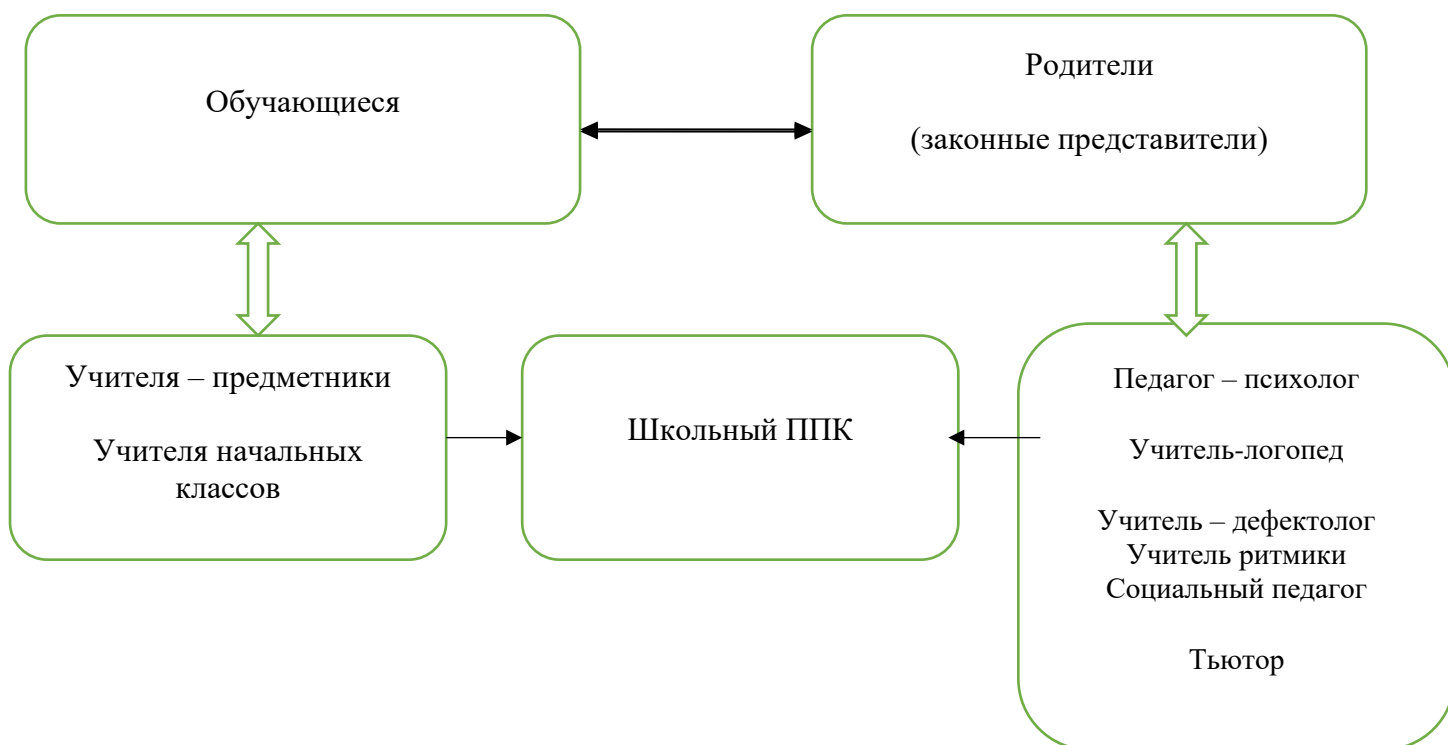 Обучающиеся
Родители
(законные представители)
Учителя – предметники
Учителя начальных
классов
Школьный ППК
Педагог – психолог
Учитель-логопед
Учитель – дефектолог
Учитель ритмики
Социальный педагог
Тьютор